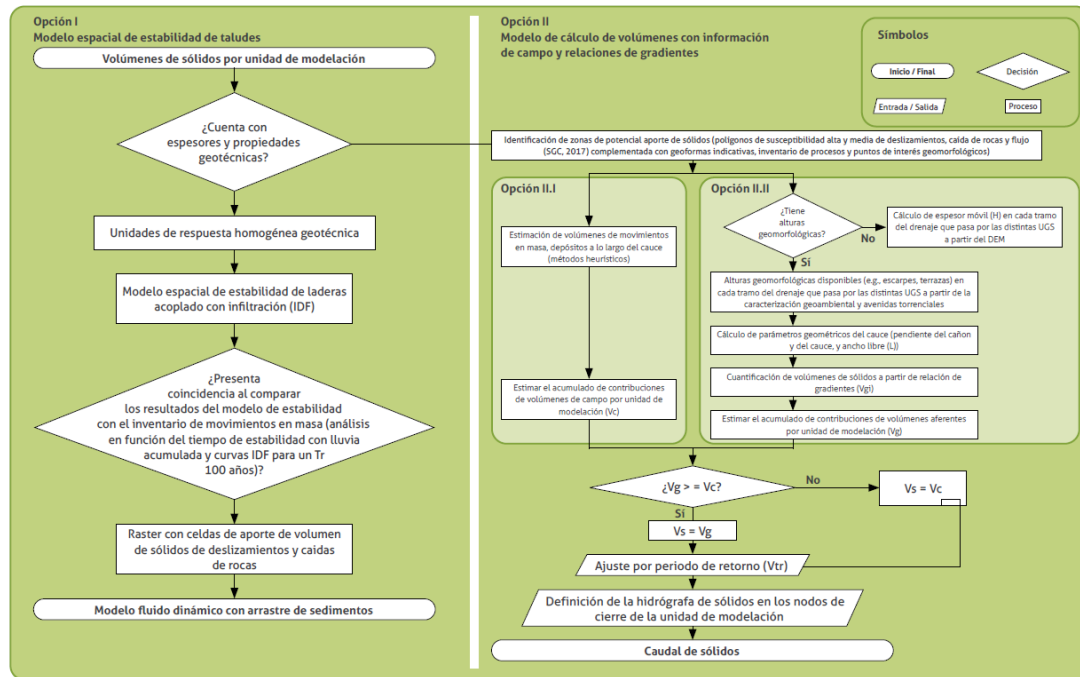 Opción I
Modelo espacial de estabilidad de taludes
Volúmenes de sólidos por unidad de modelación
¿Cuenta con
espesores y propiedades
geotécnicas?
Unidades de respuesta homogénea geotécnica
Modelo espacial de estabilidad de laderas
acoplado con infiltración (IDF)
¿Presenta
coincidencia al comparar
los resultados del modelo de estabilidad
con el inventario de movimientos en masa (análisis
en función del tiempo de estabilidad con lluvia
acumulada y curvas IDF para un Tr
100 años)?
Raster con celdas de aporte de volumen
de sólidos de deslizamientos y caidas
de rocas
Modelo fluido dinámico con arrastre de sedimentos
Opción II
Modelo de cálculo de volúmenes con información
de campo y relaciones de gradientes
Símbolos
Inicio / Final
Decisión
Entrada / Salida
Proceso
Identificación de zonas de potencial aporte de sólidos (polígonos de susceptibilidad alta y media de deslizamientos, caída de rocas y flujo
(SGC, 2017) complementada con geoformas indicativas, inventario de procesos y puntos de interés geomorfológicos)
Opción II.I
Estimación de volúmenes de movimientos
en masa, depósitos a lo largo del cauce
(métodos heurísticos)
Estimar el acumulado de contribuciones
de volúmenes de campo por unidad de
modelación (Vc)
Opción II.II
¿Tiene
alturas
geomorfológicas?
No
Cálculo de espesor móvil (H) en cada tramo
del drenaje que pasa por las distintas UGS
a partir del DEM
Sí
Alturas geomorfológicas disponibles (e.g., escarpes, terrazas) en
cada tramo del drenaje que pasa por las distintas UGS a partir de la
caracterización geoambiental y avenidas torrenciales
Cálculo de parámetros geométricos del cauce (pendiente del cañon
y del cauce, y ancho libre (L))
Cuantificación de volúmenes de sólidos a partir de relación de
gradientes (Vgi)
Estimar el acumulado de contribuciones de volúmenes aferentes
por unidad de modelación (Vg)
¿Vg > = Vc?
No
Vs = Vc
Sí
Vs = Vg
Ajuste por periodo de retorno (Vtr)
Definición de la hidrógrafa de sólidos en los nodos de
cierre de la unidad de modelación
Caudal de sólidos